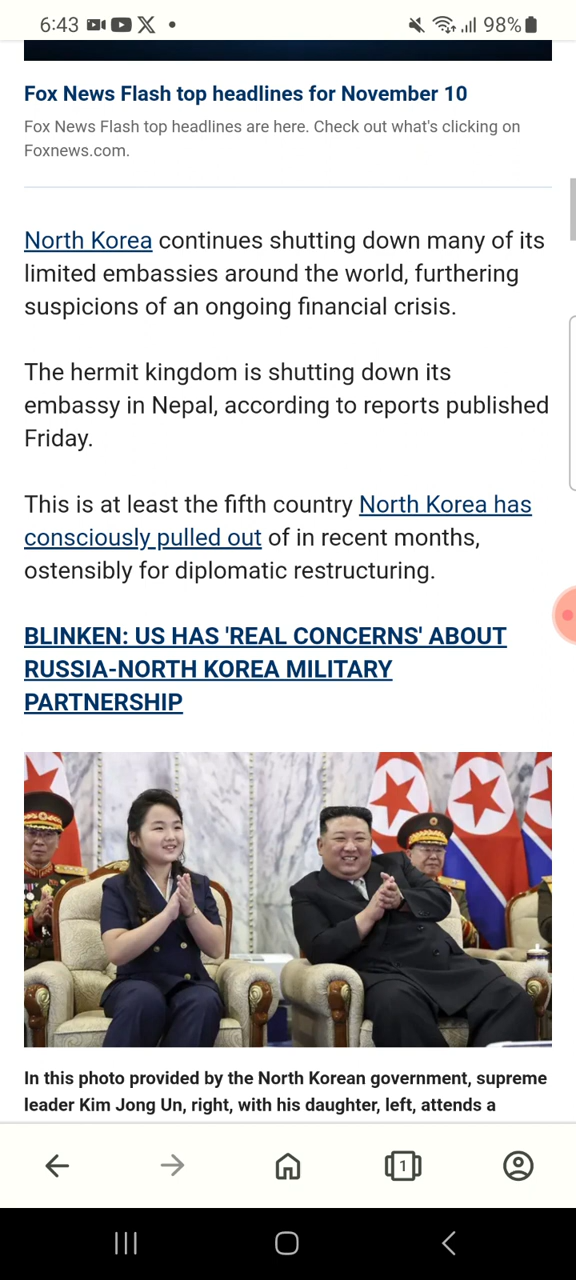 6:43
98%
Fox News Flash top headlines for November 10
Fox News Flash top headlines are here. Check out what's clicking on
Foxnews.com.
North Korea continues shutting down many of its
limited embassies around the world, furthering
suspicions of an ongoing financial crisis.
The hermit kingdom is shutting down its
embassy in Nepal, according to reports published
Friday.
This is at least the fifth country North Korea has
consciously pulled out of in recent months,
ostensibly for diplomatic restructuring.
BLINKEN: US HAS 'REAL CONCERNS' ABOUT
RUSSIA-NORTH KOREA MILITARY
PARTNERSHIP
In this photo provided by the North Korean government, supreme
leader Kim Jong Un, right, with his daughter, left, attends a
1